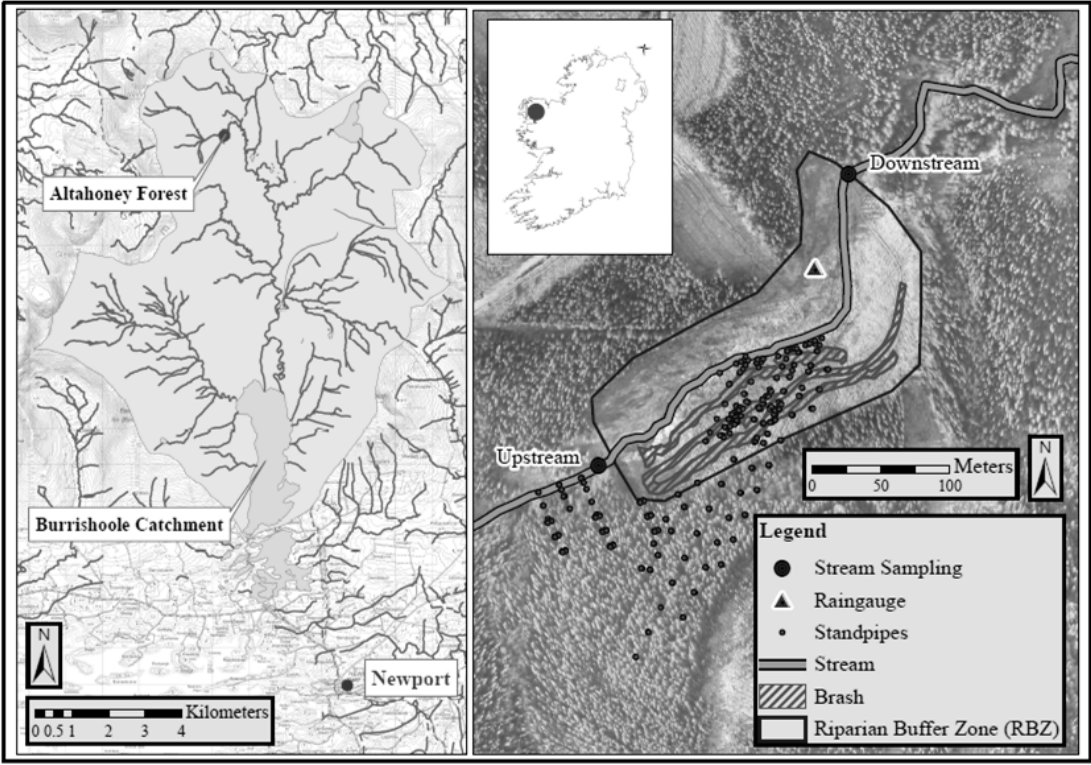 Altahoney Forest
Burrishoole Catchment
Newport
N
Kilometers
0 0.5 1 2 3 4
Downstream
Upstream
Meters
0 50 100
N
Legend
Stream Sampling
Raingauge
Standpipes
Stream
Brash
Riparian Buffer Zone (RBZ)